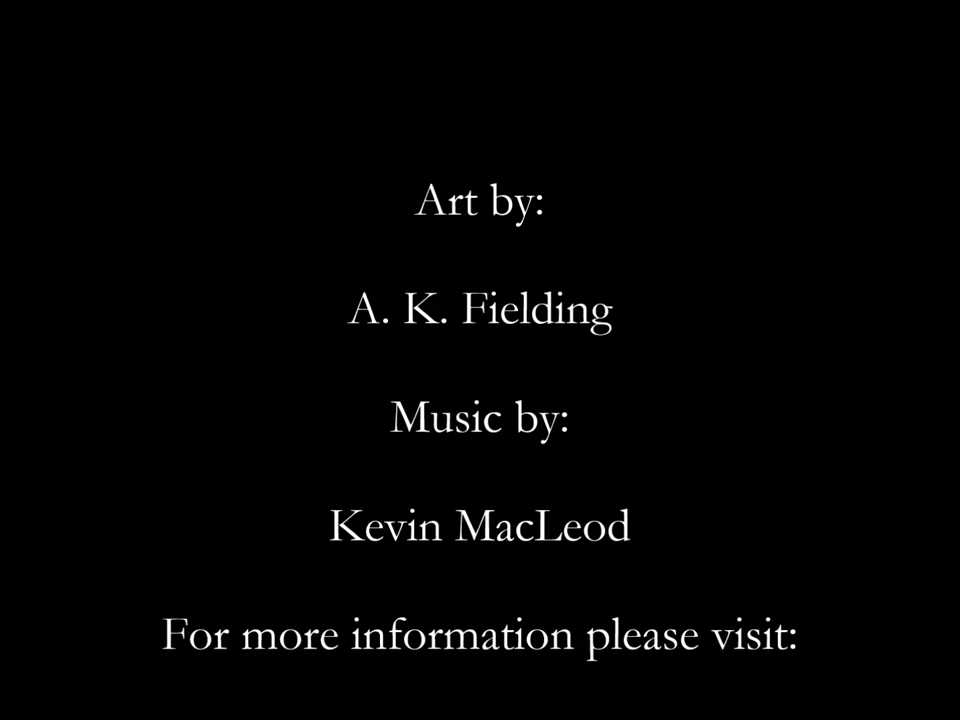 Art by:
A. K. Fielding
Music by:
Kevin MacLeod
For more information please visit: